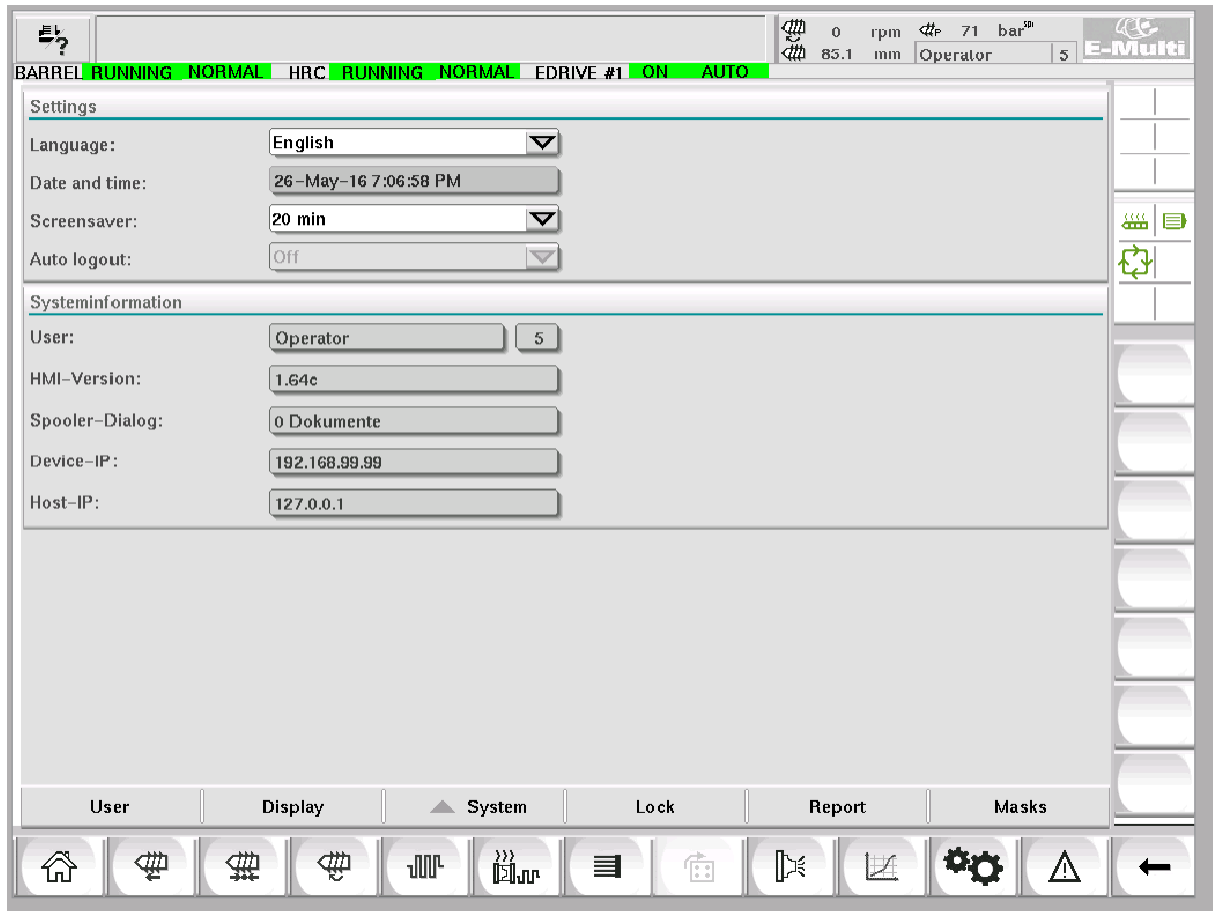 0 rpm P 71 bar spl
85.1 mm Operator 5
E-Multi
BARREL RUNNING NORMAL HRC RUNNING NORMAL EDRIVE #1 ON AUTO
Settings
Language: English
Date and time: 26-May-16 7:06:58 PM
Screensaver: 20 min
Auto logout: Off
Systeminformation
User: Operator 5
HMI-Version: 1.64c
Spooler-Dialog: 0 Dokumente
Device-IP: 192.168.99.99
Host-IP: 127.0.0.1
User Display System Lock Report Masks